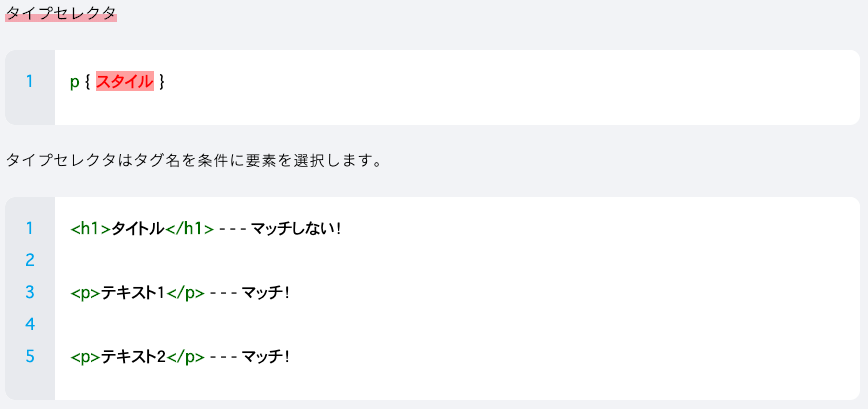 タイプセレクタ
1 p { スタイル }
タイプセレクタはタグ名を条件に要素を選択します。
1 <h1>タイトル</h1> - - - マッチしない!
2
3 <p>テキスト1</p> - - - マッチ!
4
5 <p>テキスト2</p> - - - マッチ!